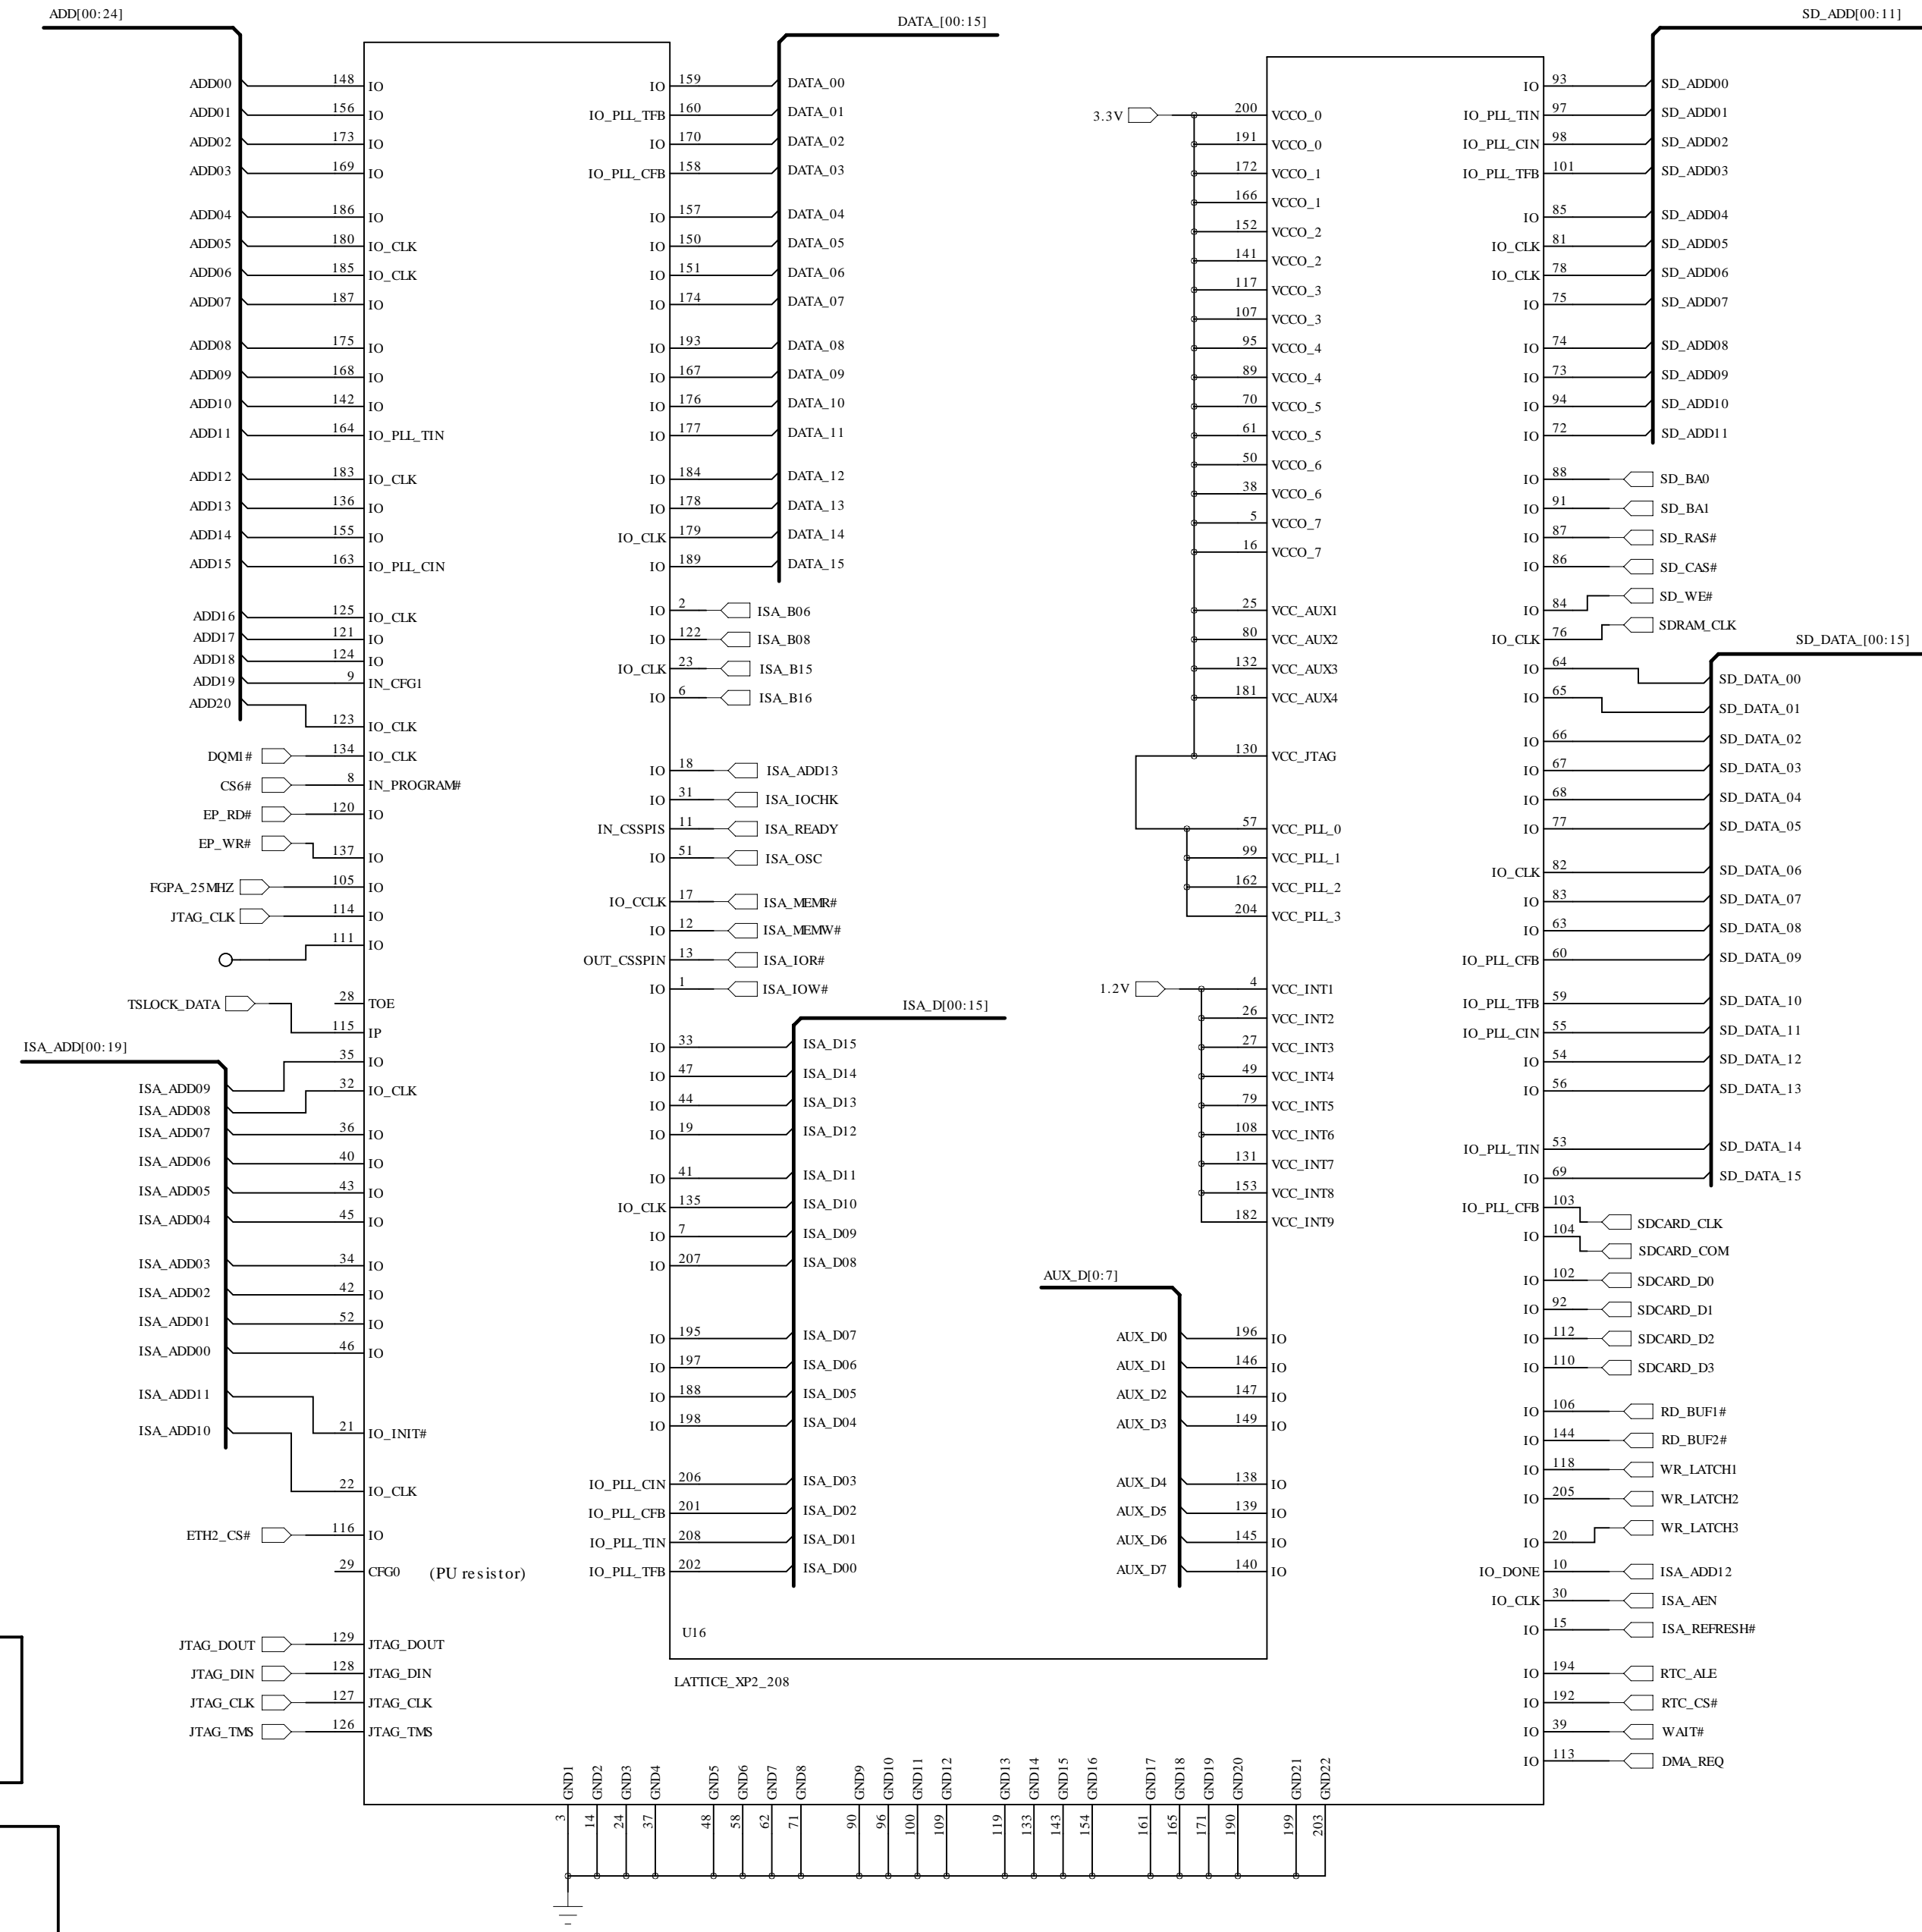 ADD[00:24]
DATA_[00:15]
SD_ADD[00:11]
ADD00 148 IO
ADD01 156 IO
ADD02 173 IO
ADD03 169 IO
ADD04 186 IO
ADD05 180 IO_CLK
ADD06 185 IO_CLK
ADD07 187 IO
ADD08 175 IO
ADD09 168 IO
ADD10 142 IO
ADD11 164 IO_PLL_TIN
ADD12 183 IO_CLK
ADD13 136 IO
ADD14 155 IO
ADD15 163 IO_PLL_CIN
ADD16 125 IO_CLK
ADD17 121 IO
ADD18 124 IO
ADD19 9 IN_CFG1
ADD20 123 IO_CLK
DQM1# 134 IO_CLK
CS6# 8 IN_PROGRAM#
EP_RD# 120 IO
EP_WR# 137 IO
FGPA_25MHZ 105 IO
JTAG_CLK 114 IO
111 IO
28 TOE
TSLOCK_DATA 115 IP
ISA_ADD[00:19]
ISA_ADD09 35 IO
ISA_ADD08 32 IO_CLK
ISA_ADD07 36 IO
ISA_ADD06 40 IO
ISA_ADD05 43 IO
ISA_ADD04 45 IO
ISA_ADD03 34 IO
ISA_ADD02 42 IO
ISA_ADD01 52 IO
ISA_ADD00 46 IO
ISA_ADD11 21 IO_INIT#
ISA_ADD10 22 IO_CLK
ETH2_CS# 116 IO
29 CFG0 (PU resistor)
JTAG_DOUT 129 JTAG_DOUT
JTAG_DIN 128 JTAG_DIN
JTAG_CLK 127 JTAG_CLK
JTAG_TMS 126 JTAG_TMS
IO 159 DATA_00
IO_PLL_TFB 160 DATA_01
IO 170 DATA_02
IO_PLL_CFB 158 DATA_03
IO 157 DATA_04
IO 150 DATA_05
IO 151 DATA_06
IO 174 DATA_07
IO 193 DATA_08
IO 167 DATA_09
IO 176 DATA_10
IO 177 DATA_11
IO 184 DATA_12
IO 178 DATA_13
IO_CLK 179 DATA_14
IO 189 DATA_15
IO 2 ISA_B06
IO 122 ISA_B08
IO_CLK 23 ISA_B15
IO 6 ISA_B16
IO 18 ISA_ADD13
IO 31 ISA_IOCHK
IN_CSSPIS 11 ISA_READY
IO 51 ISA_OSC
IO_CCLK 17 ISA_MEMR#
IO 12 ISA_MEMW#
OUT_CSSPIN 13 ISA_IOR#
IO 1 ISA_IOW#
ISA_D[00:15]
IO 33 ISA_D15
IO 47 ISA_D14
IO 44 ISA_D13
IO 19 ISA_D12
IO 41 ISA_D11
IO_CLK 135 ISA_D10
IO 7 ISA_D09
IO 207 ISA_D08
IO 195 ISA_D07
IO 197 ISA_D06
IO 188 ISA_D05
IO 198 ISA_D04
IO_PLL_CIN 206 ISA_D03
IO_PLL_CFB 201 ISA_D02
IO_PLL_TIN 208 ISA_D01
IO_PLL_TFB 202 ISA_D00
U16
LATTICE_XP2_208
3.3V 200 VCCO_0
191 VCCO_0
172 VCCO_1
166 VCCO_1
152 VCCO_2
141 VCCO_2
117 VCCO_3
107 VCCO_3
95 VCCO_4
89 VCCO_4
70 VCCO_5
61 VCCO_5
50 VCCO_6
38 VCCO_6
5 VCCO_7
16 VCCO_7
25 VCC_AUX1
80 VCC_AUX2
132 VCC_AUX3
181 VCC_AUX4
130 VCC_JTAG
57 VCC_PLL_0
99 VCC_PLL_1
162 VCC_PLL_2
204 VCC_PLL_3
1.2V 4 VCC_INT1
26 VCC_INT2
27 VCC_INT3
49 VCC_INT4
79 VCC_INT5
108 VCC_INT6
131 VCC_INT7
153 VCC_INT8
182 VCC_INT9
AUX_D[0:7]
AUX_D0 196 IO
AUX_D1 146 IO
AUX_D2 147 IO
AUX_D3 149 IO
AUX_D4 138 IO
AUX_D5 139 IO
AUX_D6 145 IO
AUX_D7 140 IO
IO 93 SD_ADD00
IO_PLL_TIN 97 SD_ADD01
IO_PLL_CIN 98 SD_ADD02
IO_PLL_TFB 101 SD_ADD03
IO 85 SD_ADD04
IO_CLK 81 SD_ADD05
IO_CLK 78 SD_ADD06
IO 75 SD_ADD07
IO 74 SD_ADD08
IO 73 SD_ADD09
IO 94 SD_ADD10
IO 72 SD_ADD11
IO 88 SD_BA0
IO 91 SD_BA1
IO 87 SD_RAS#
IO 86 SD_CAS#
IO 84 SD_WE#
IO_CLK 76 SDRAM_CLK
SD_DATA_[00:15]
IO 64 SD_DATA_00
IO 65 SD_DATA_01
IO 66 SD_DATA_02
IO 67 SD_DATA_03
IO 68 SD_DATA_04
IO 77 SD_DATA_05
IO_CLK 82 SD_DATA_06
IO 83 SD_DATA_07
IO 63 SD_DATA_08
IO_PLL_CFB 60 SD_DATA_09
IO_PLL_TFB 59 SD_DATA_10
IO_PLL_CIN 55 SD_DATA_11
IO 54 SD_DATA_12
IO 56 SD_DATA_13
IO_PLL_TIN 53 SD_DATA_14
IO 69 SD_DATA_15
IO_PLL_CFB 103 SDCARD_CLK
IO 104 SDCARD_COM
IO 102 SDCARD_D0
IO 92 SDCARD_D1
IO 112 SDCARD_D2
IO 110 SDCARD_D3
IO 106 RD_BUF1#
IO 144 RD_BUF2#
IO 118 WR_LATCH1
IO 205 WR_LATCH2
IO 20 WR_LATCH3
IO_DONE 10 ISA_ADD12
IO_CLK 30 ISA_AEN
IO 15 ISA_REFRESH#
IO 194 RTC_ALE
IO 192 RTC_CS#
IO 39 WAIT#
IO 113 DMA_REQ
GND1 GND2 GND3 GND4 GND5 GND6 GND7 GND8 GND9 GND10 GND11 GND12 GND13 GND14 GND15 GND16 GND17 GND18 GND19 GND20 GND21 GND22
3 14 24 37 48 58 62 71 90 96 100 109 119 133 143 154 161 165 171 190 199 203